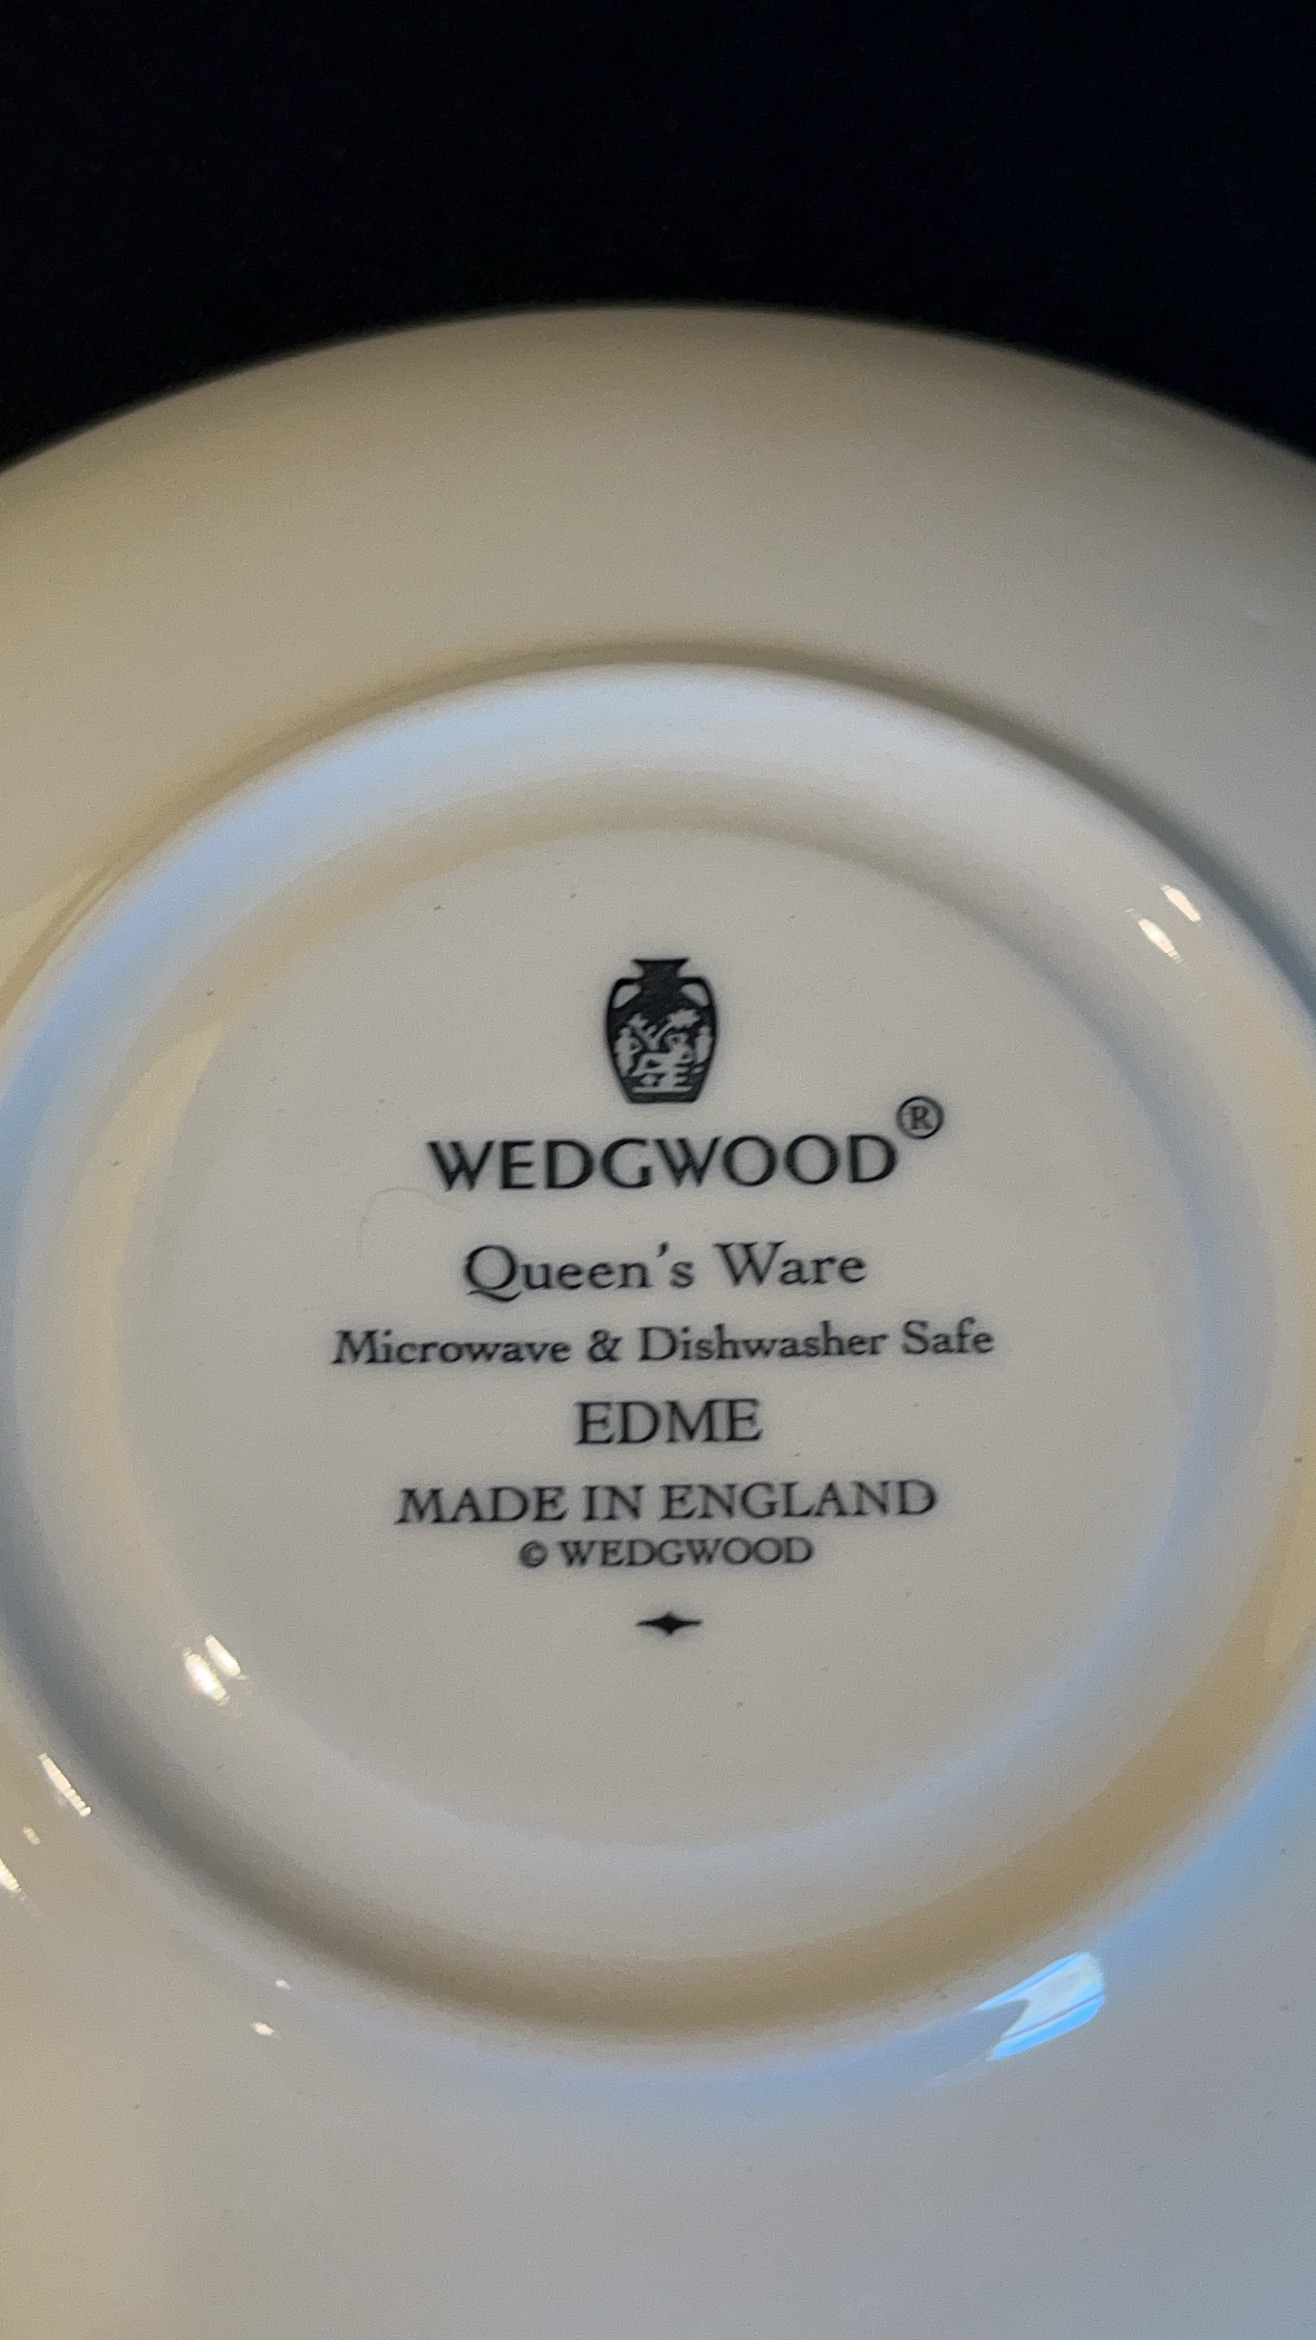 WEDGWOOD®
Queen's Ware
Microwave & Dishwasher Safe
EDME
MADE IN ENGLAND
© WEDGWOOD